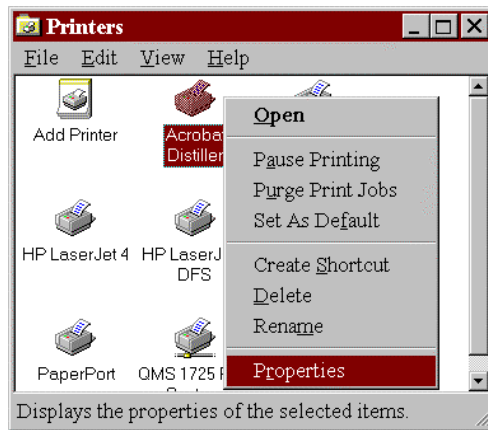 Printers
File Edit View Help
Add Printer
Acrobat
Distiller
HP LaserJet 4
HP LaserJ
DFS
PaperPort
QMS 1725
Open
Pause Printing
Purge Print Jobs
Set As Default
Create Shortcut
Delete
Rename
Properties
Displays the properties of the selected items.